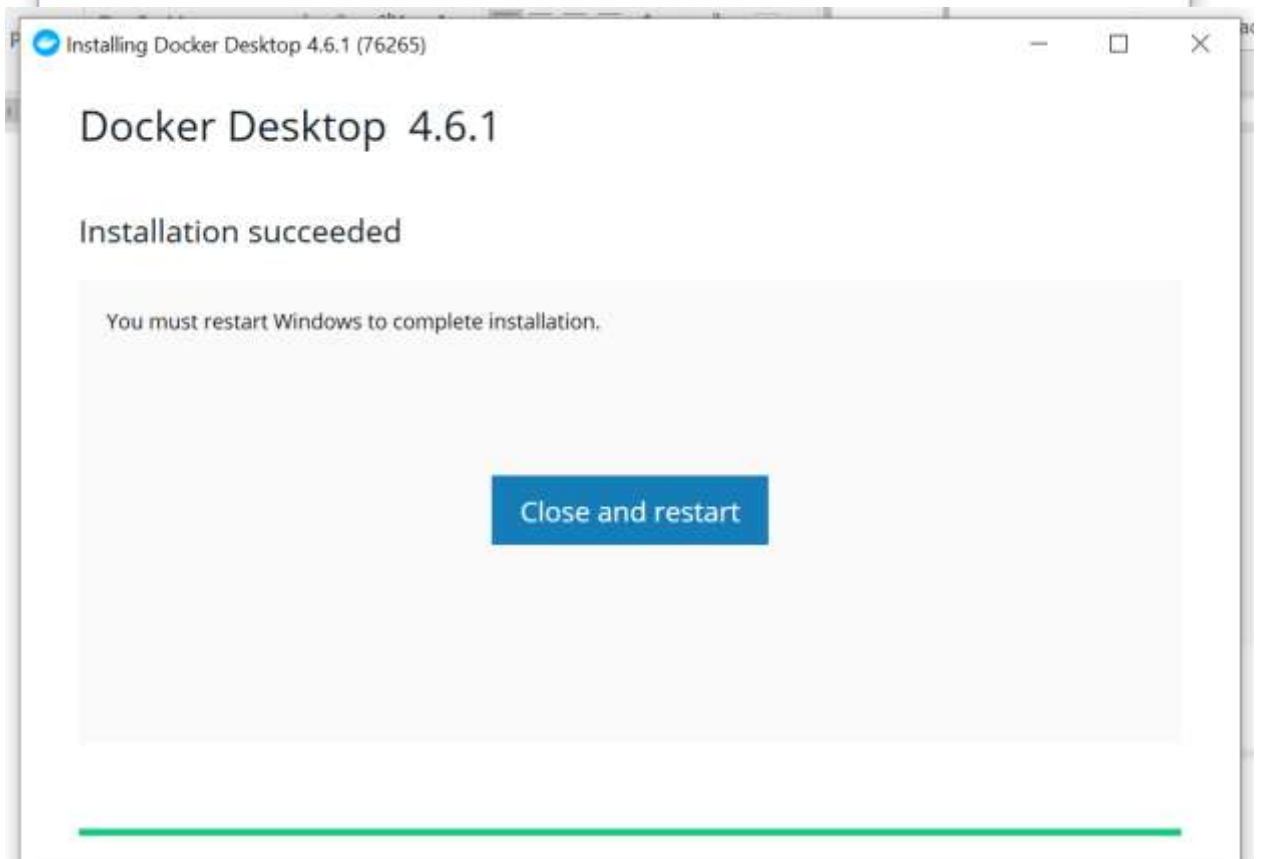 Installing Docker Desktop 4.6.1 (76265)
Docker Desktop 4.6.1
Installation succeeded
You must restart Windows to complete installation.
Close and restart